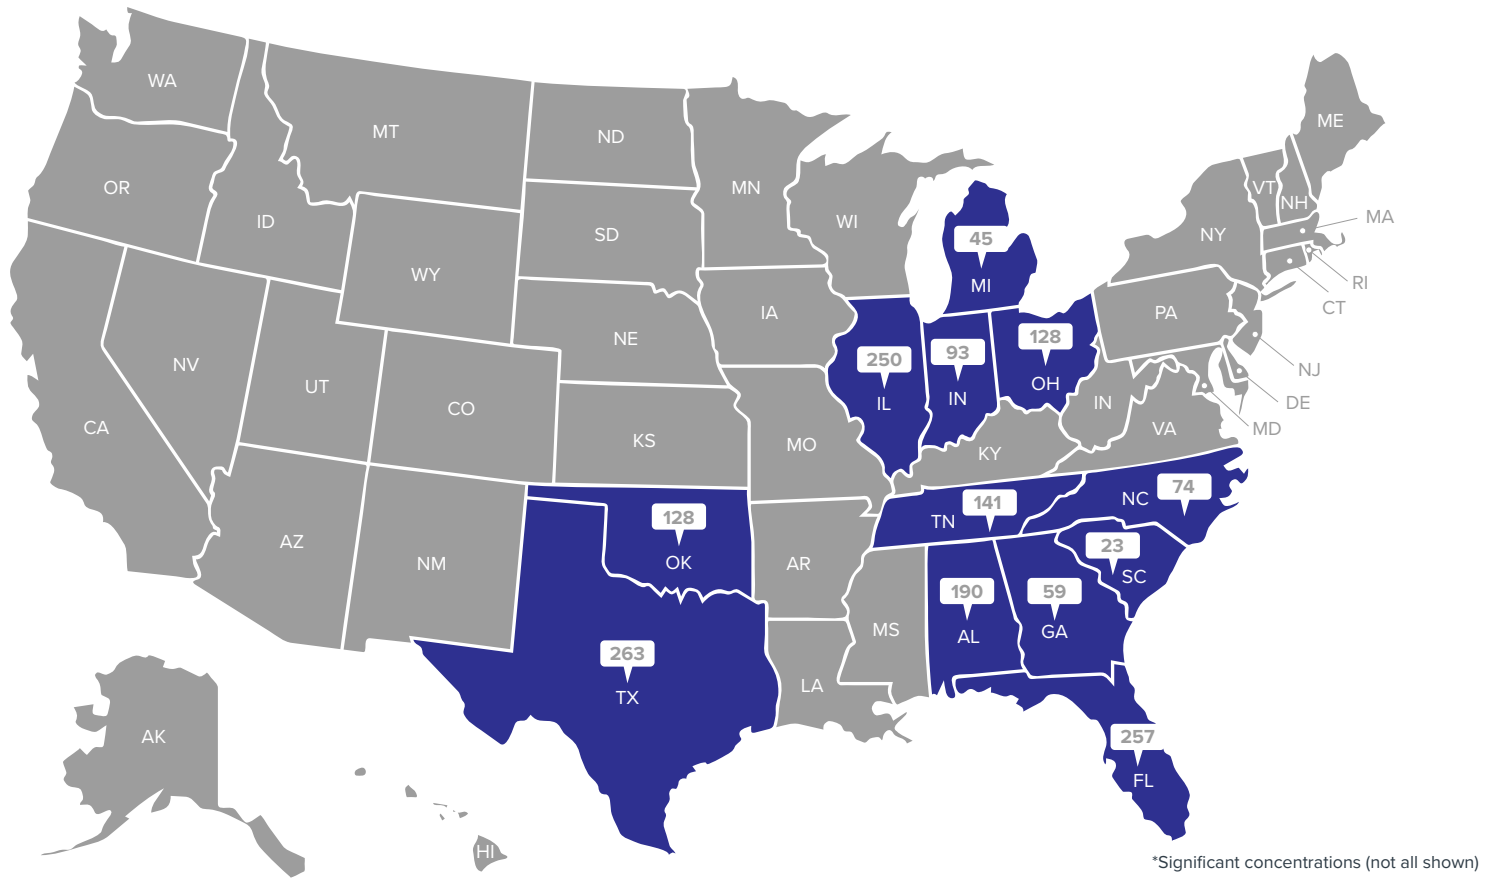 WA
MT
ND
MN
OR
ID
SD
WI
WY
45
MI
ME
VT
NH
MA
NY
RI
CT
IA
PA
NE
NV
UT
CO
250
IL
93
IN
128
OH
NJ
DE
MD
IN
VA
CA
KS
MO
KY
AZ
NM
128
OK
AR
TN
141
NC
74
23
SC
190
AL
59
GA
MS
263
TX
LA
257
FL
AK
HI
*Significant concentrations (not all shown)